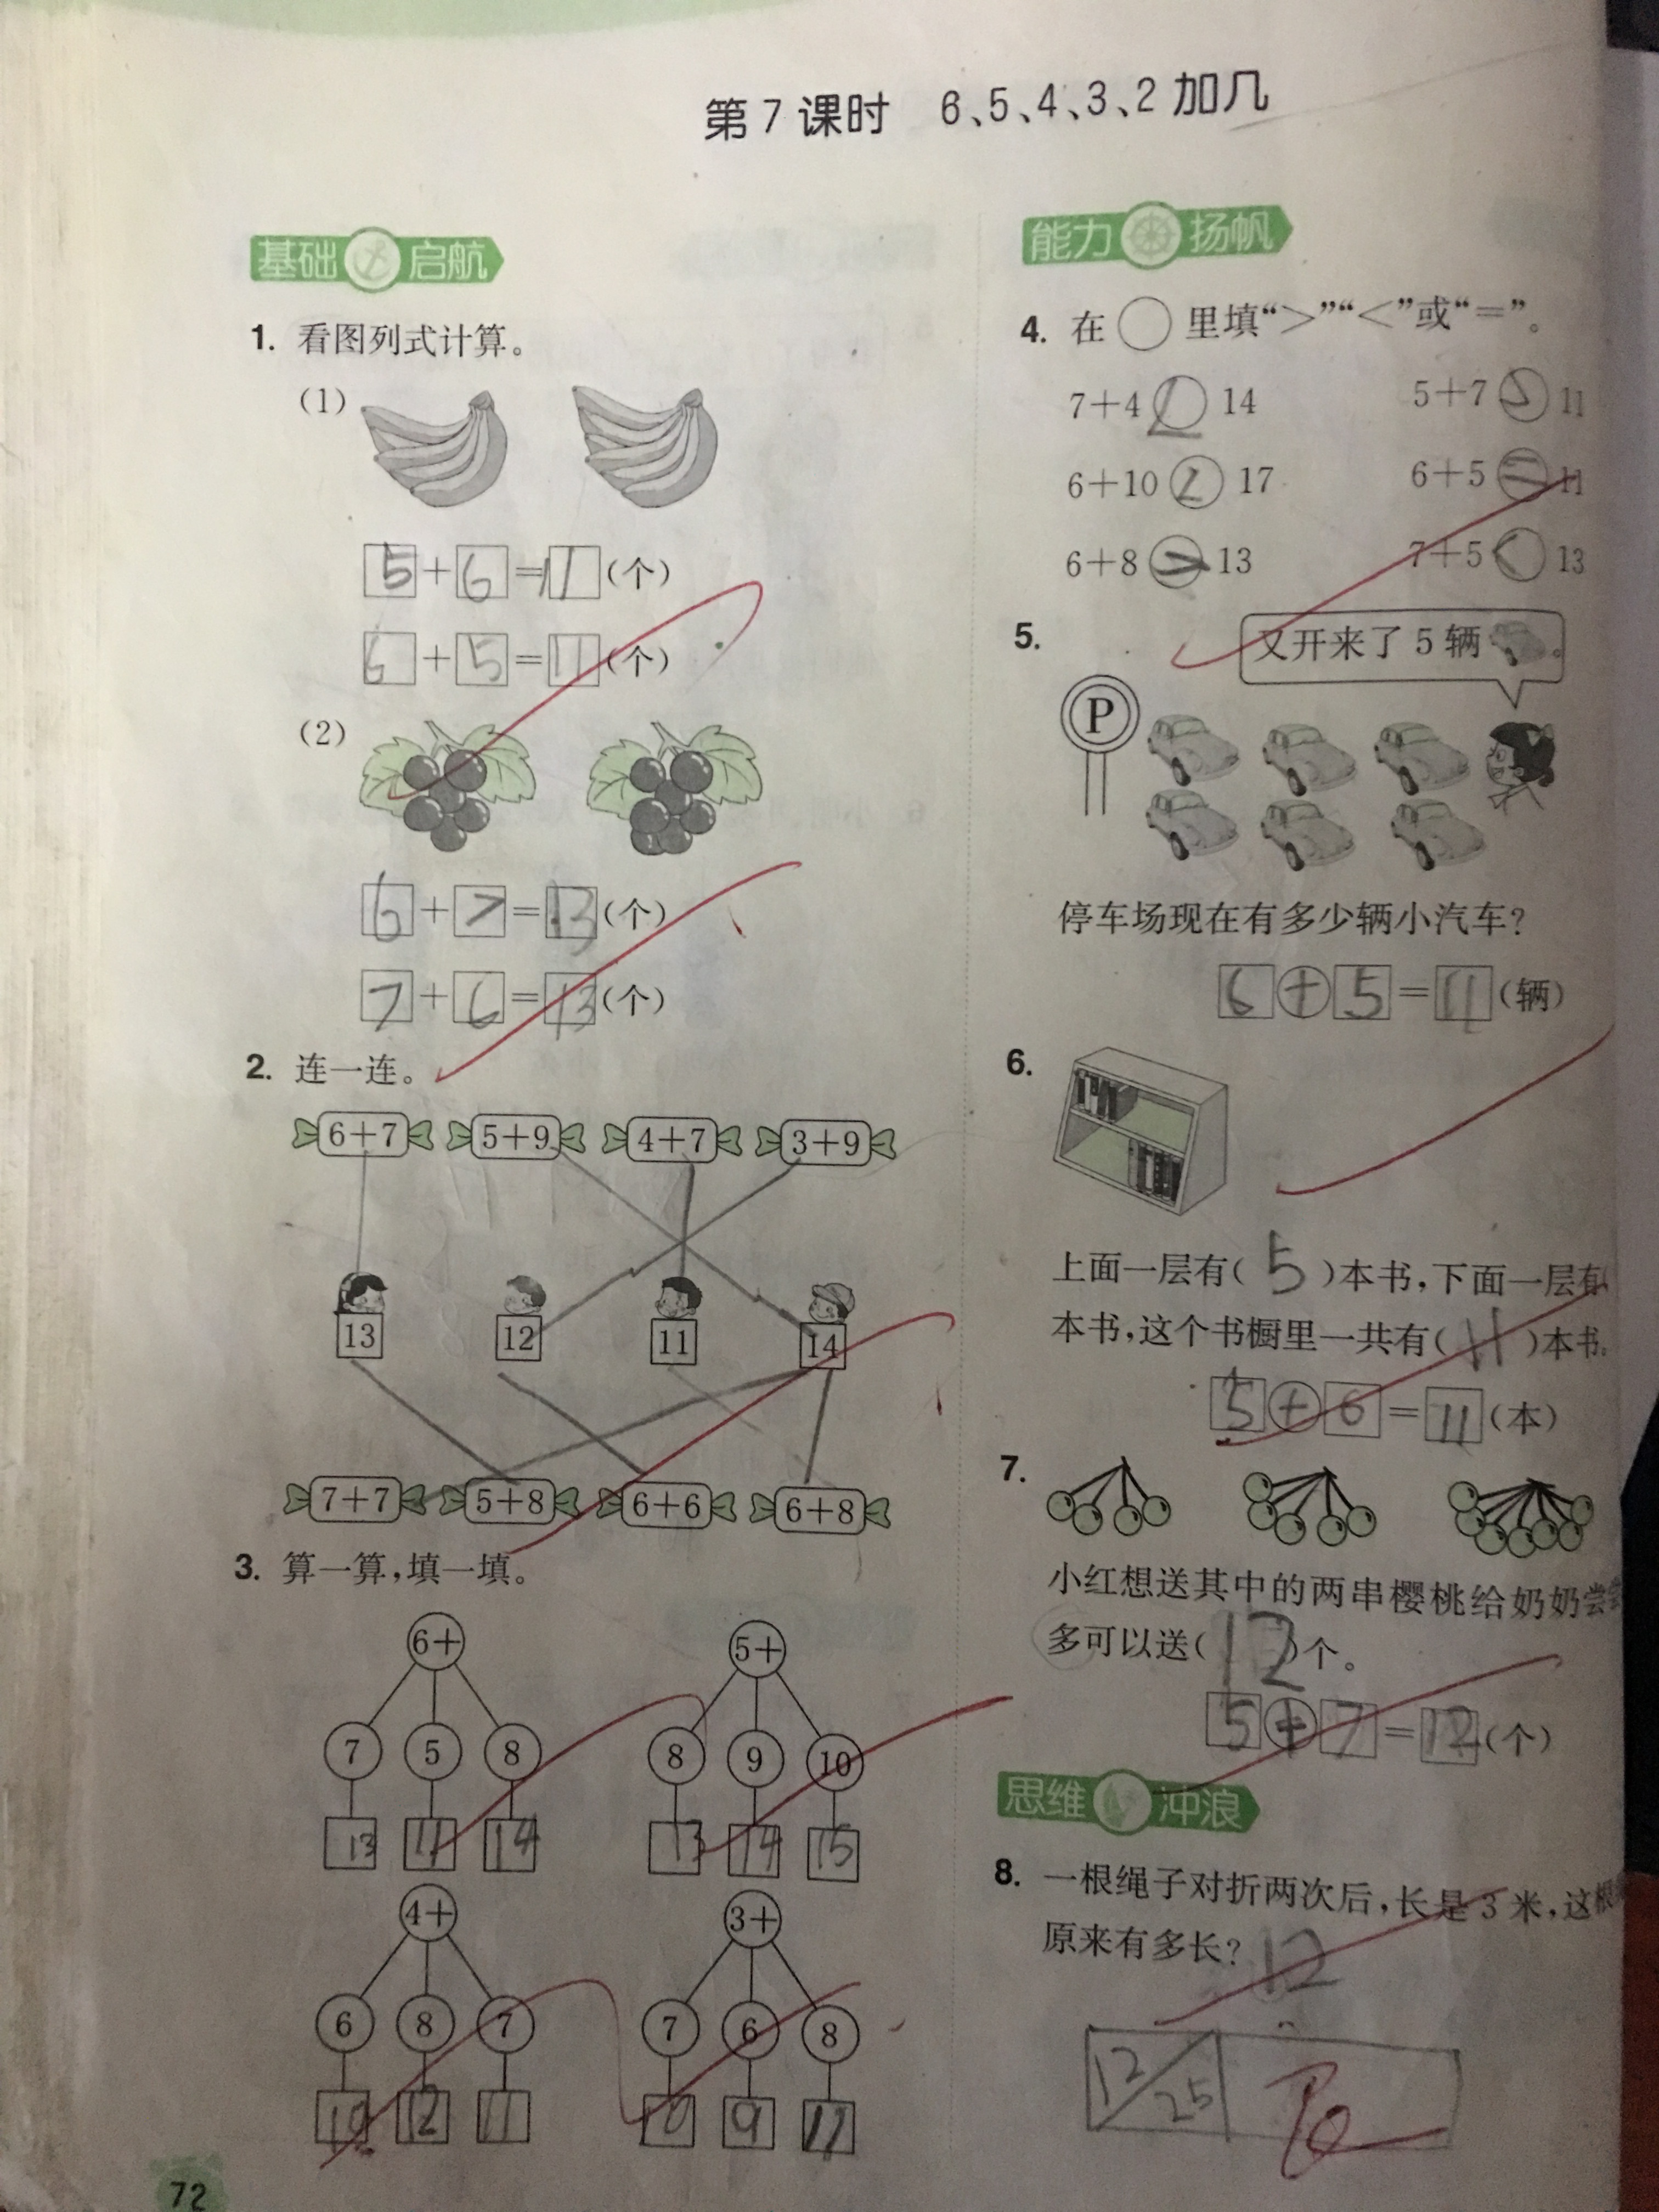 第7课时 6、5、4、3、2加几
基础启航
1. 看图列式计算。
(1)
5+6=11(个)
6+5=11(个)
(2)
6+7=13(个)
7+6=13(个)
2. 连一连。
6+7 5+9 4+7 3+9
13 12 11 14
7+7 5+8 6+6 6+8
3. 算一算,填一填。
6+ 5+
7 5 8 8 9 10
13 11 14 13 14 15
4+ 3+
6 8 7 7 6 8
10 12 11 10 9 11
72
能力扬帆
4. 在○里填“>”“<”或“=”。
7+4<14 5+7>11
6+10<17 6+5=11
6+8>13 7+5<13
5. 又开来了5辆。
P
停车场现在有多少辆小汽车?
6+5=11(辆)
6.
上面一层有(5)本书,下面一层有
本书,这个书橱里一共有(11)本书.
5+6=11(本)
7.
小红想送其中的两串樱桃给奶奶尝
多可以送(12)个。
5+7=12(个)
思维冲浪
8. 一根绳子对折两次后,长是3米,这根
原来有多长? 12
12/25